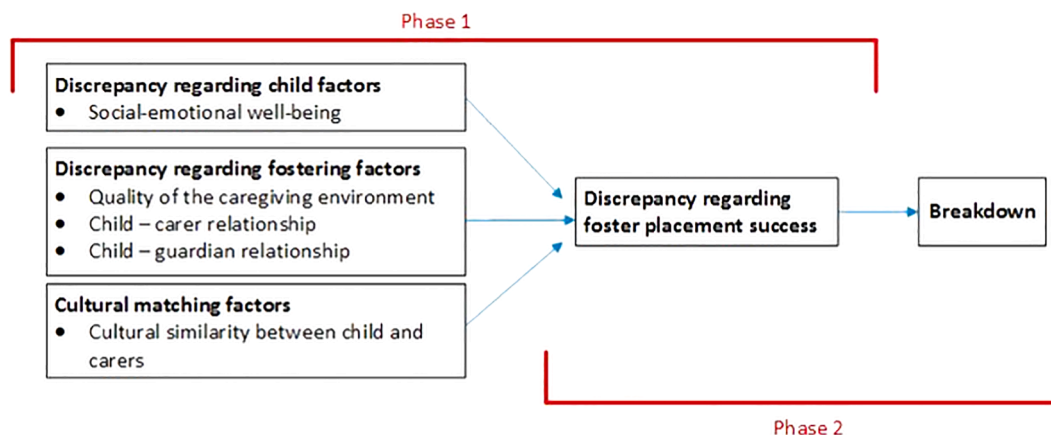 Phase 1
Discrepancy regarding child factors
• Social-emotional well-being
Discrepancy regarding fostering factors
• Quality of the caregiving environment
• Child – carer relationship
• Child – guardian relationship
Cultural matching factors
• Cultural similarity between child and
carers
Discrepancy regarding
foster placement success
Breakdown
Phase 2